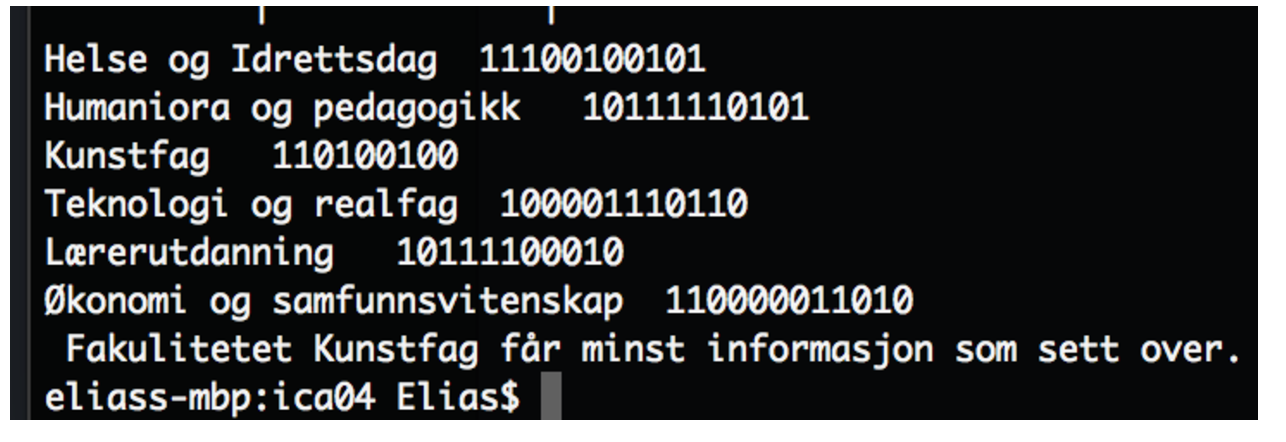 Helse og Idrettsdag 11100100101
Humaniora og pedagogikk 10111110101
Kunstfag 110100100
Teknologi og realfag 100001110110
Lærerutdanning 10111100010
Økonomi og samfunnsvitenskap 110000011010
Fakulitetet Kunstfag får minst informasjon som sett over.
eliass-mbp:ica04 Elias$